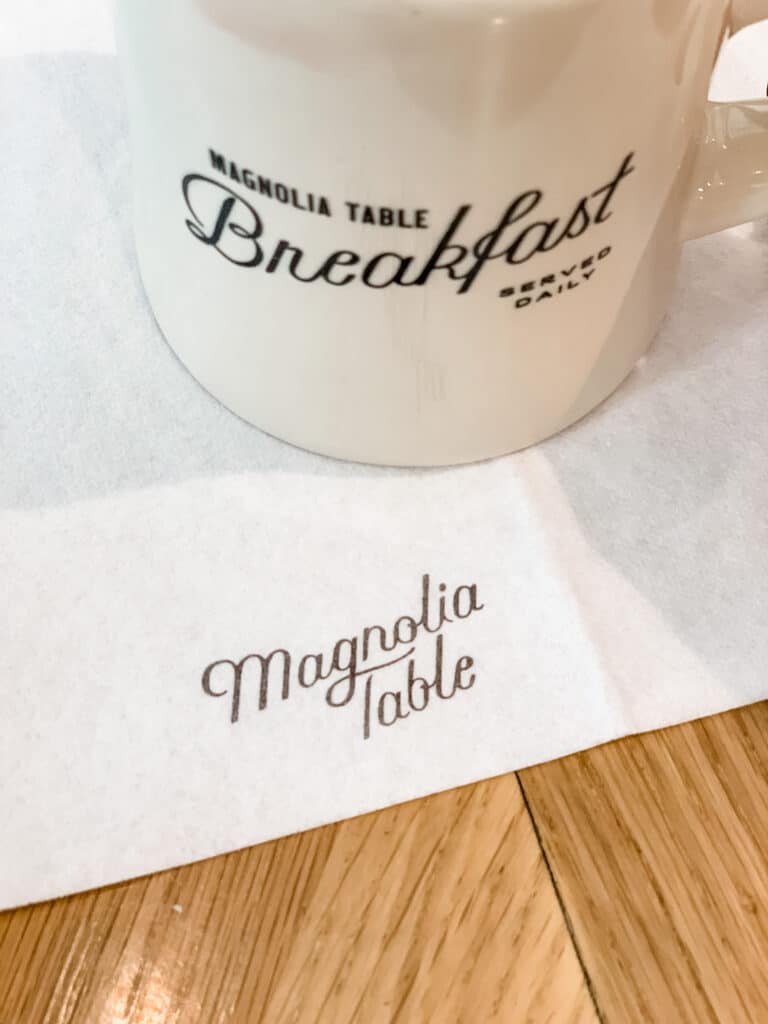 MAGNOLIA TABLE
Breakfast
SERVED
DAILY
Magnolia
Table